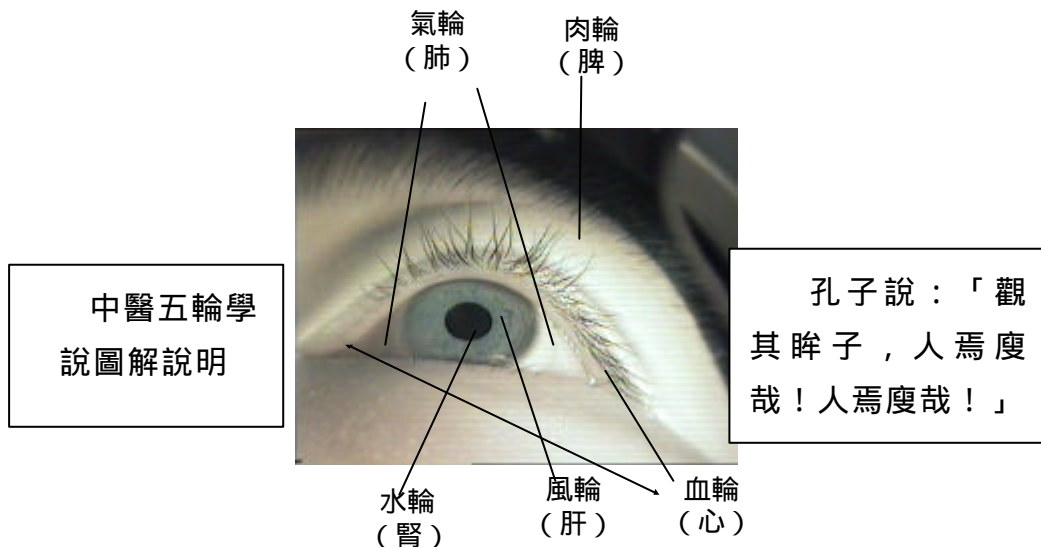 氣輪
（肺）
肉輪
（脾）
中醫五輪學
說圖解說明
孔子說：「觀
其眸子，人焉廋
哉！人焉廋哉！」
水輪
（腎）
風輪
（肝）
血輪
（心）